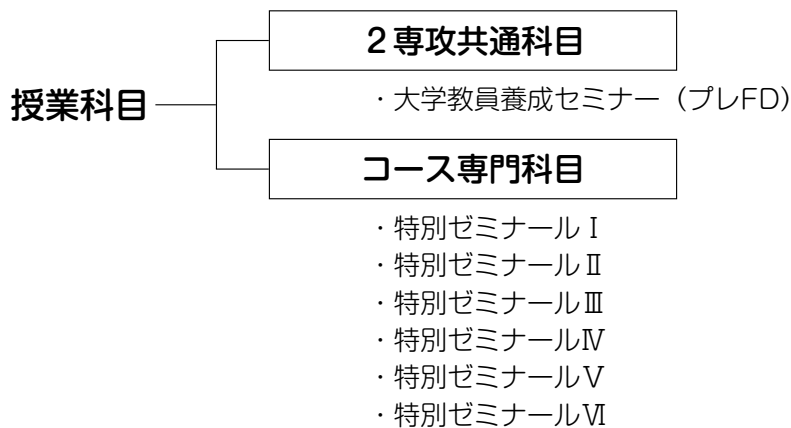 ２専攻共通科目
授業科目
・大学教員養成セミナー（プレFD）
コース専門科目
・特別ゼミナールⅠ
・特別ゼミナールⅡ
・特別ゼミナールⅢ
・特別ゼミナールⅣ
・特別ゼミナールⅤ
・特別ゼミナールⅥ